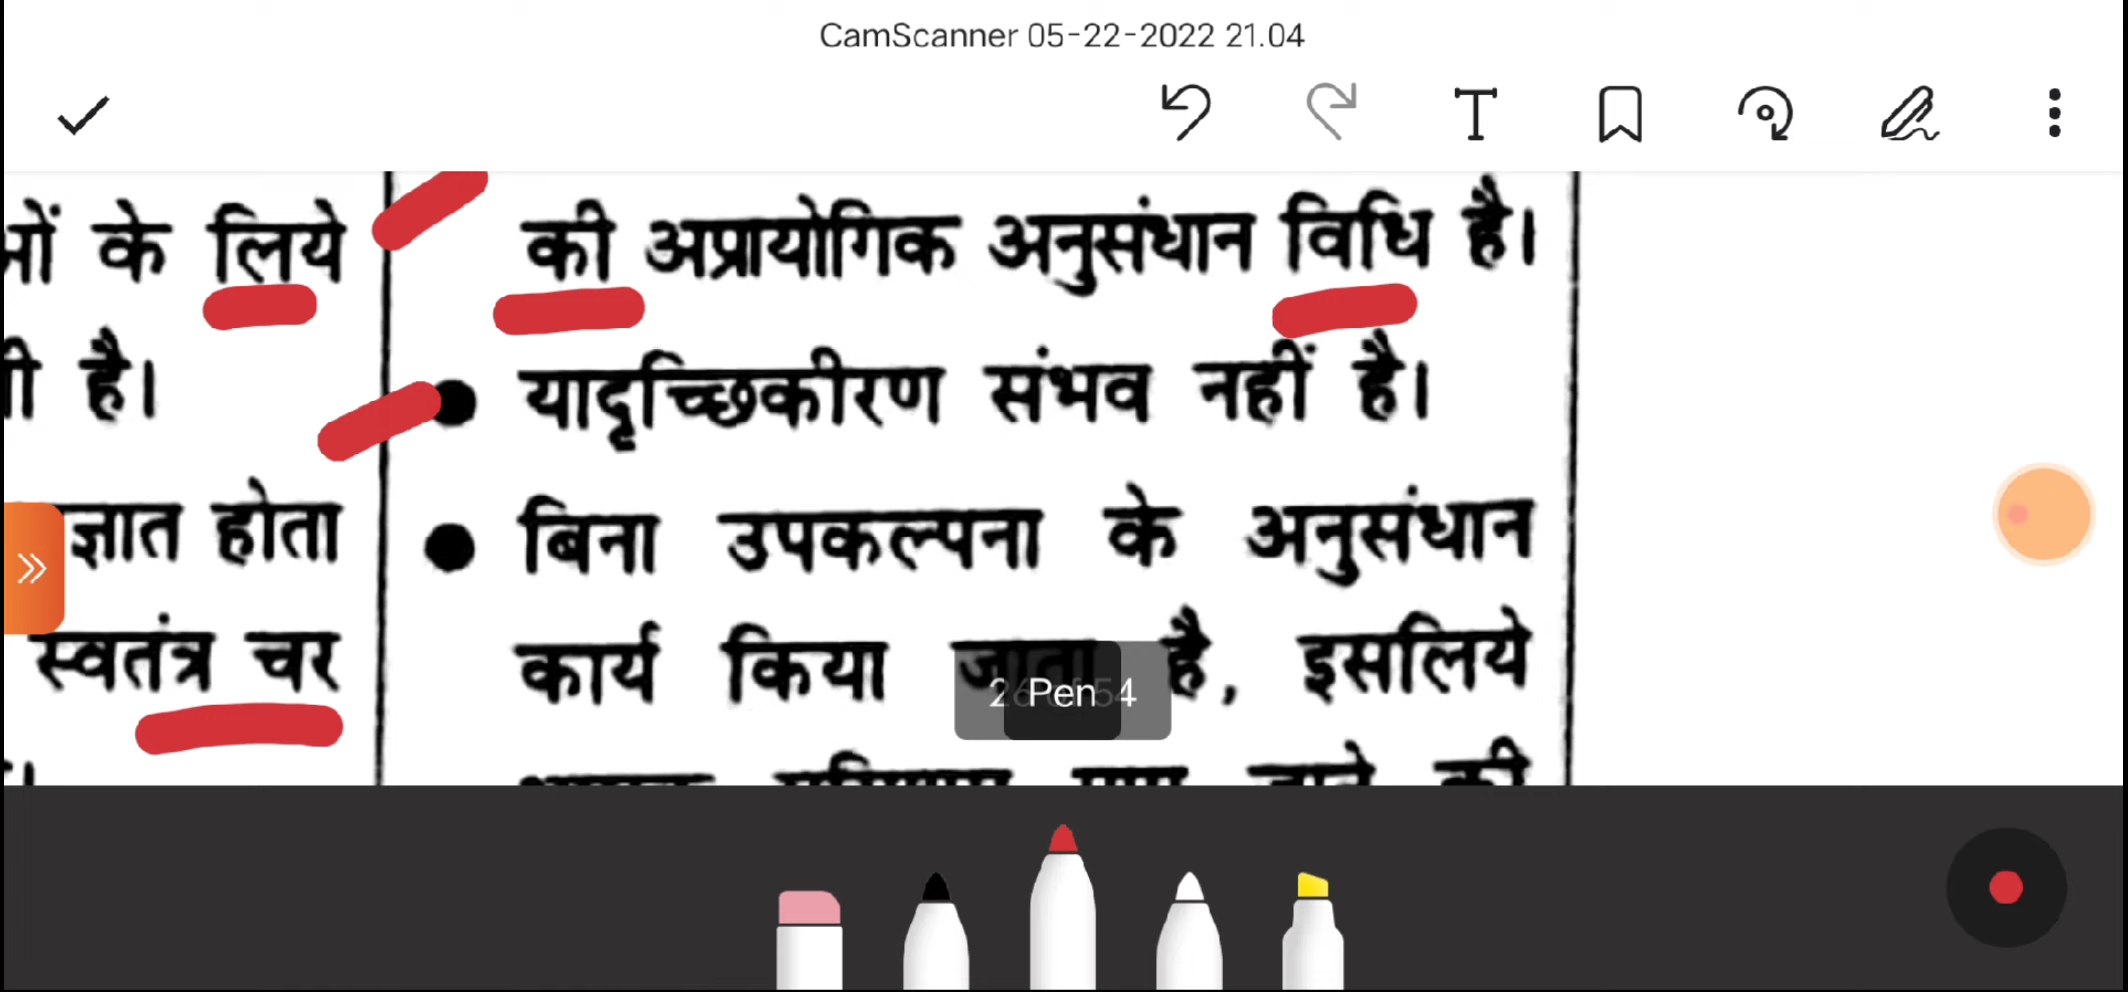 CamScanner 05-22-2022 21.04
के लिये
की अप्रायोगिक अनुसंधान विधि है।
है।
यादृच्छिकीरण संभव नहीं है।
ज्ञात होता
बिना उपकल्पना के अनुसंधान
स्वतंत्र चर
कार्य किया जाता है, इसलिये
Pen